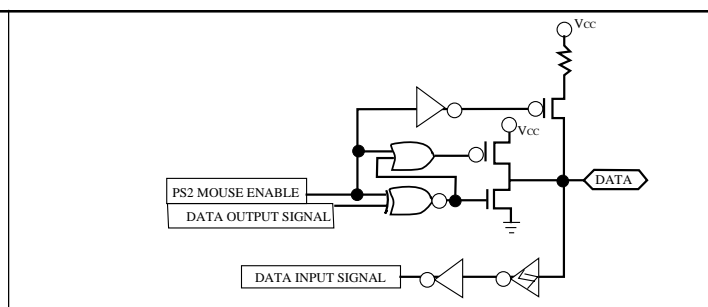 Vcc
Vcc
PS2 MOUSE ENABLE
DATA OUTPUT SIGNAL
DATA
DATA INPUT SIGNAL